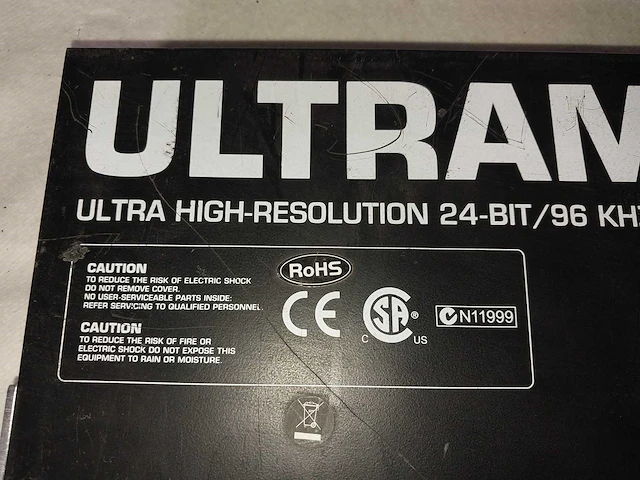 ULTRAM
ULTRA HIGH-RESOLUTION 24-BIT/96 KHZ
CAUTION
TO REDUCE THE RISK OF ELECTRIC SHOCK
DO NOT REMOVE COVER.
NO USER-SERVICEABLE PARTS INSIDE:
REFER SERVICING TO QUALIFIED PERSONNEL.
CAUTION
TO REDUCE THE RISK OF FIRE OR
ELECTRIC SHOCK DO NOT EXPOSE THIS
EQUIPMENT TO RAIN OR MOISTURE.
RoHS
CE
C SA ® US
N11999